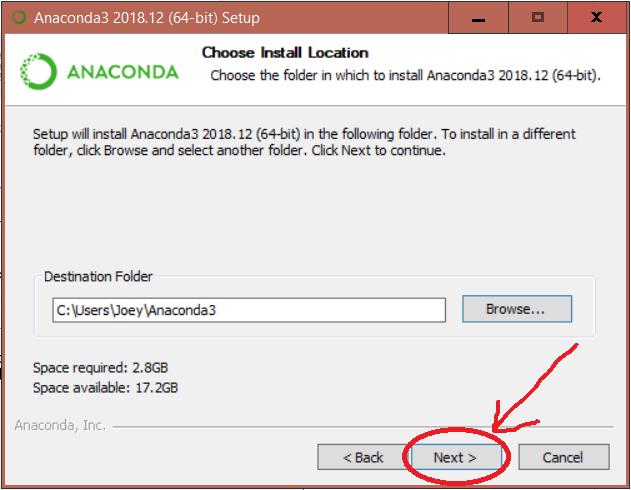 Anaconda3 2018.12 (64-bit) Setup
ANACONDA
Choose Install Location
Choose the folder in which to install Anaconda3 2018.12 (64-bit).
Setup will install Anaconda3 2018.12 (64-bit) in the following folder. To install in a different
folder, click Browse and select another folder. Click Next to continue.
Destination Folder
C:\Users\Joey\Anaconda3
Browse...
Space required: 2.8GB
Space available: 17.2GB
Anaconda, Inc.
< Back
Next >
Cancel